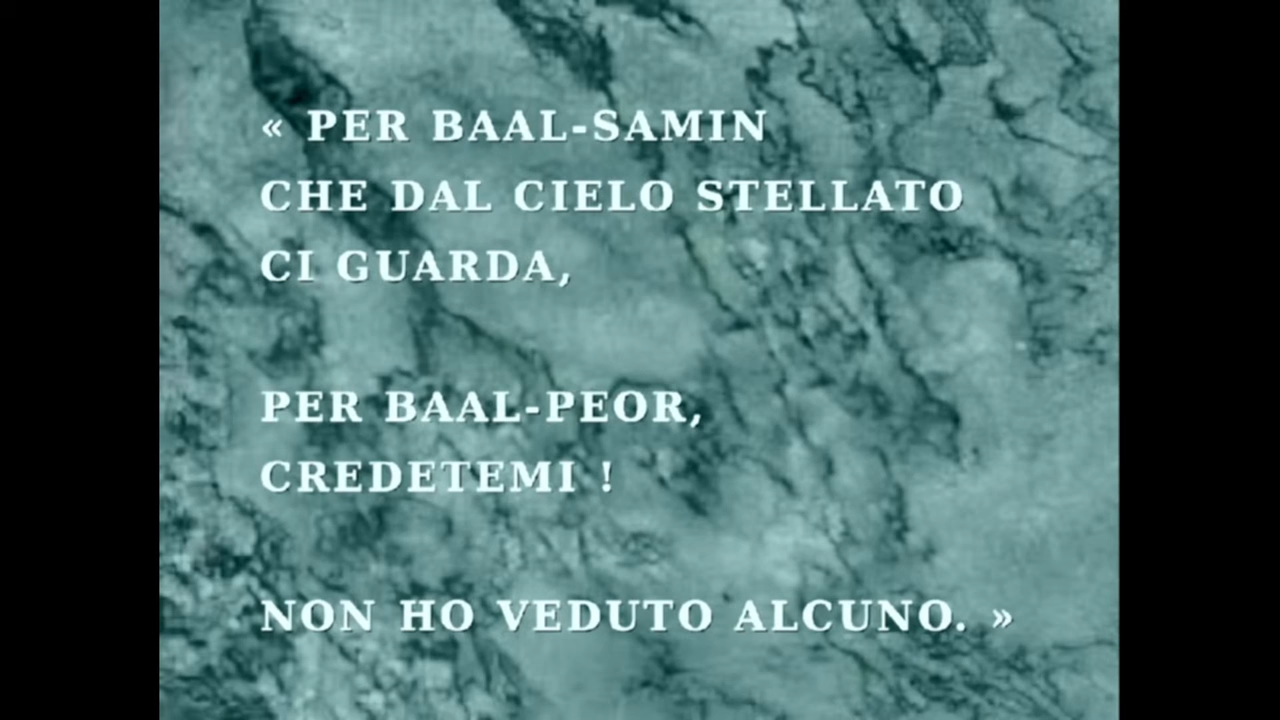 « PER BAAL-SAMIN
CHE DAL CIELO STELLATO
CI GUARDA,
PER BAAL-PEOR,
CREDETEMI !
NON HO VEDUTO ALCUNO. »